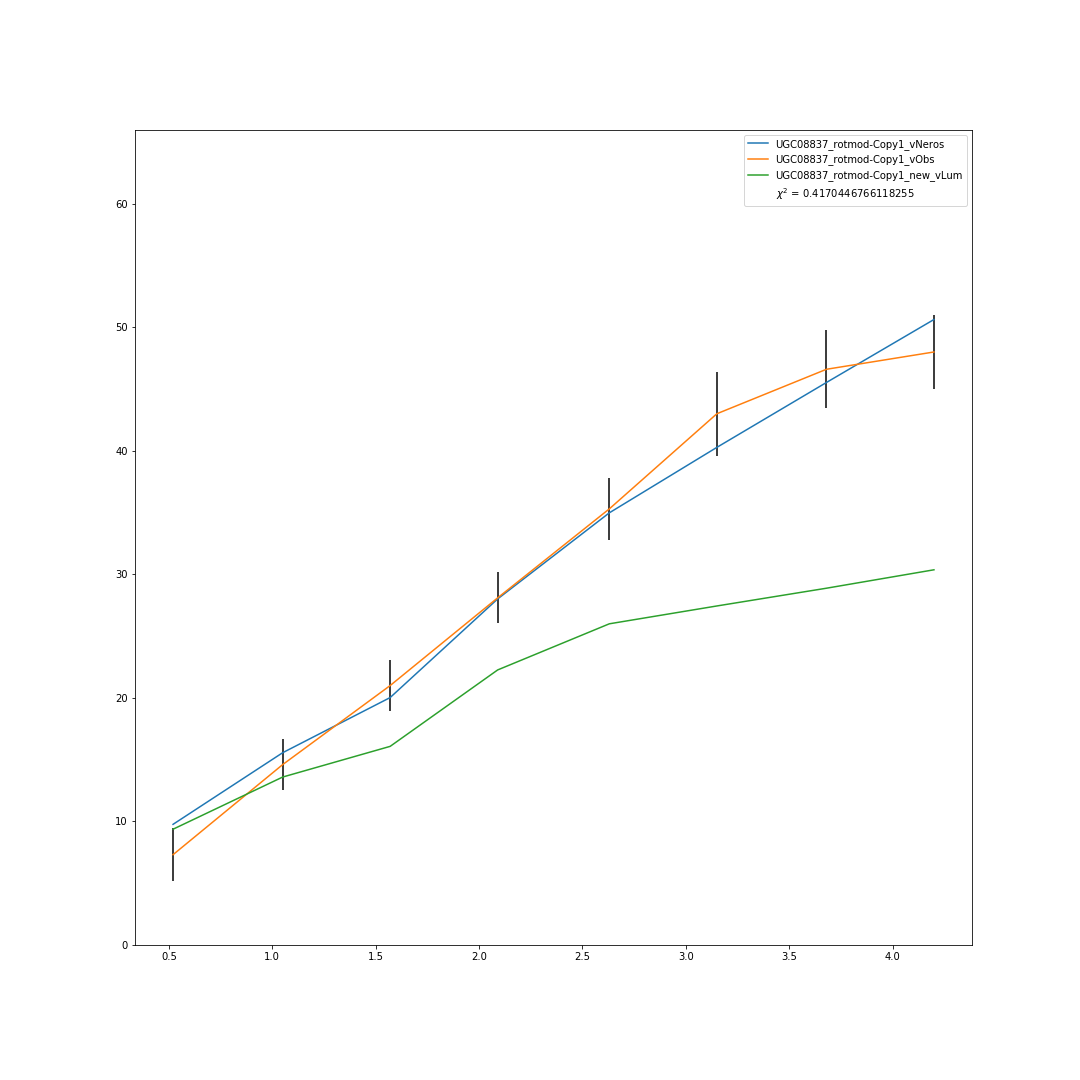 UGC08837_rotmod-Copy1_vNeros
UGC08837_rotmod-Copy1_vObs
UGC08837_rotmod-Copy1_new_vLum
χ² = 0.4170446766118255
60
50
40
30
20
10
0
0.5 1.0 1.5 2.0 2.5 3.0 3.5 4.0